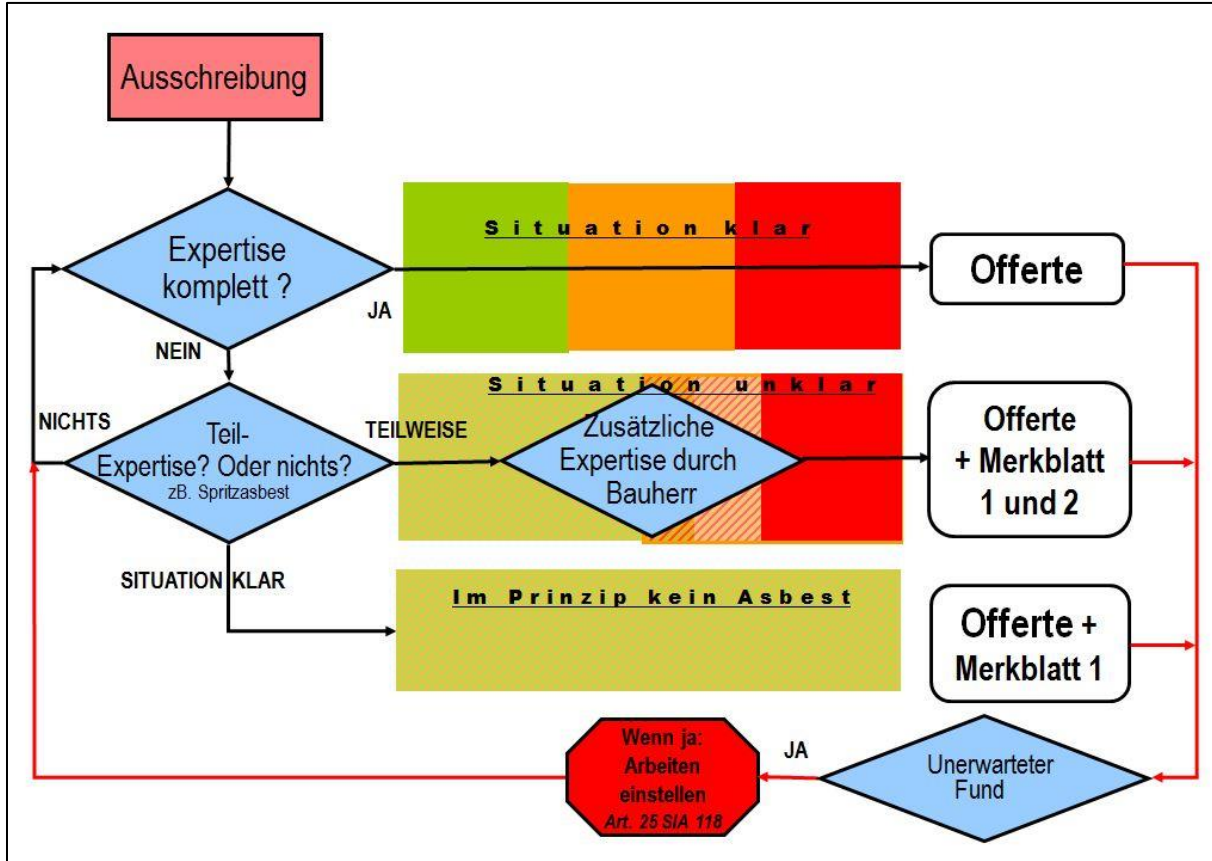 Ausschreibung
Situation klar
Expertise
komplett ?
Offerte
JA
NEIN
Situation unklar
NICHTS
TEILWEISE
Teil-
Expertise? Oder nichts?
zB. Spritzasbest
Zusätzliche
Expertise durch
Bauherr
Offerte
+ Merkblatt
1 und 2
SITUATION KLAR
Im Prinzip kein Asbest
Offerte +
Merkblatt 1
Wenn ja:
Arbeiten
einstellen
Art. 25 SIA 118
JA
Unerwarteter
Fund